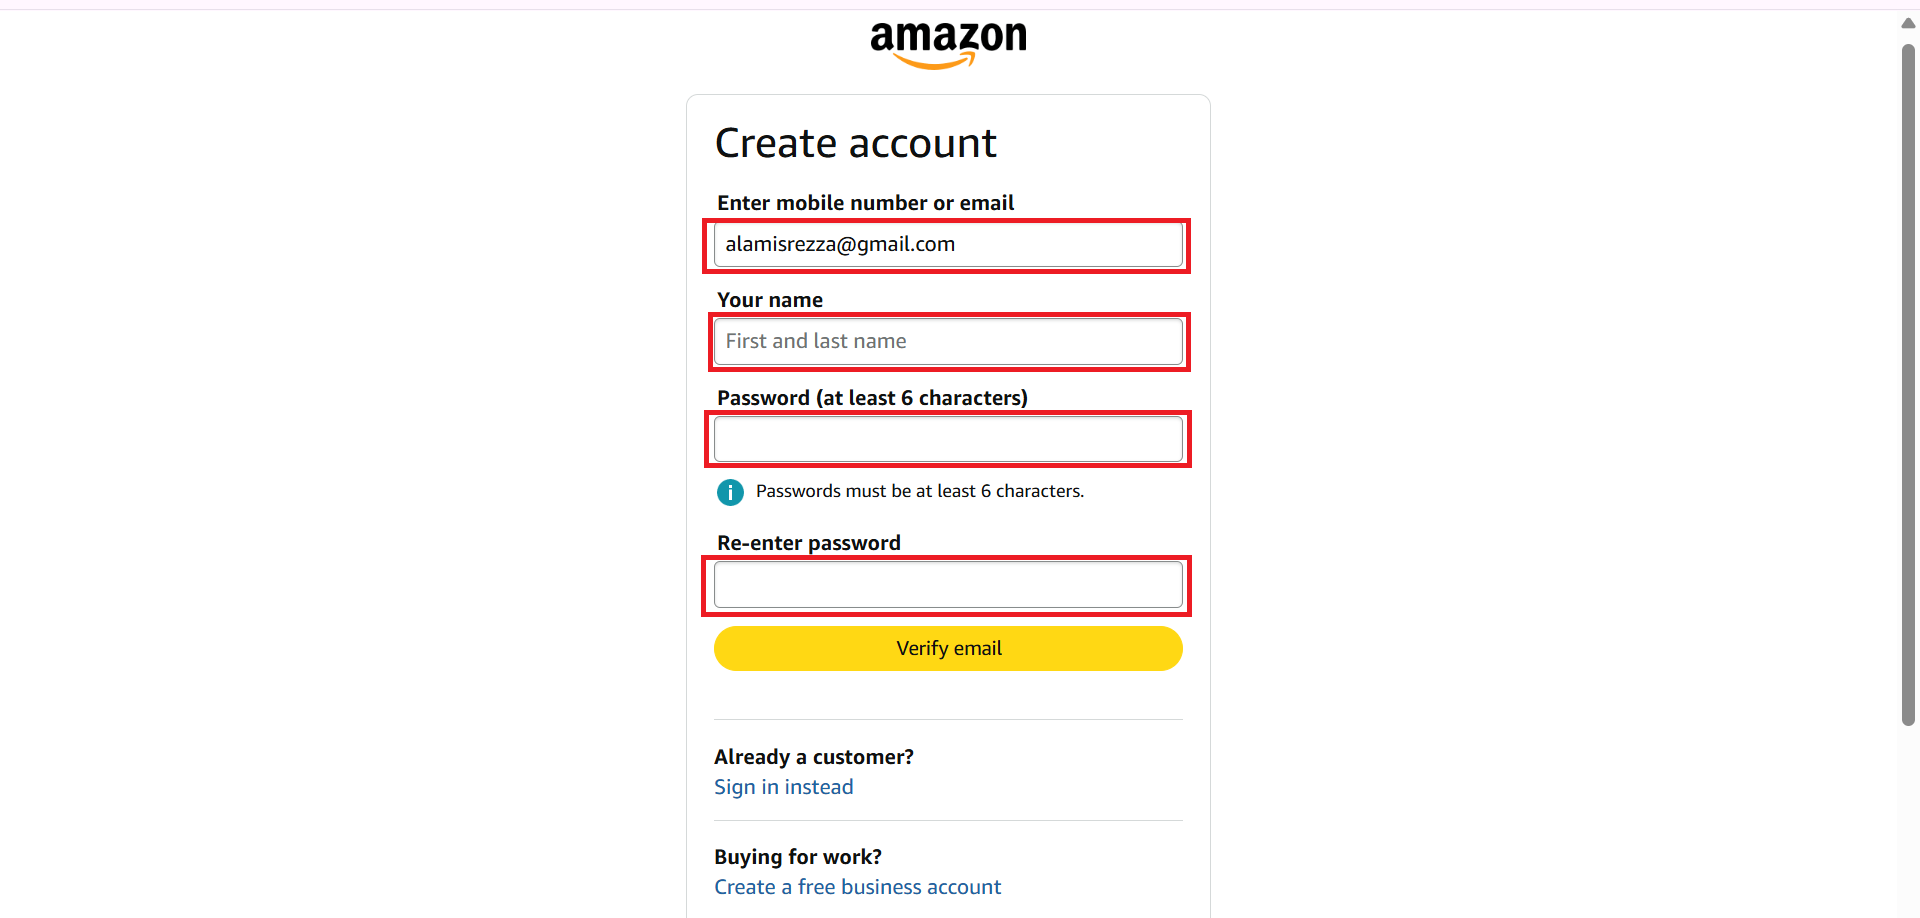 amazon
Create account
Enter mobile number or email
alamisrezza@gmail.com
Your name
First and last name
Password (at least 6 characters)
i Passwords must be at least 6 characters.
Re-enter password
Verify email
Already a customer?
Sign in instead
Buying for work?
Create a free business account